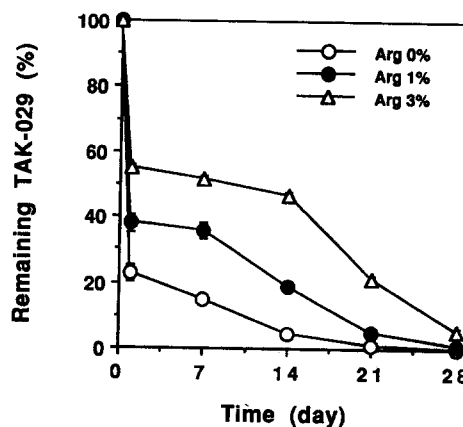 100
80
60
40
20
0
Remaining TAK-029 (%)
Arg 0%
Arg 1%
Arg 3%
0 7 14 21 28
Time (day)